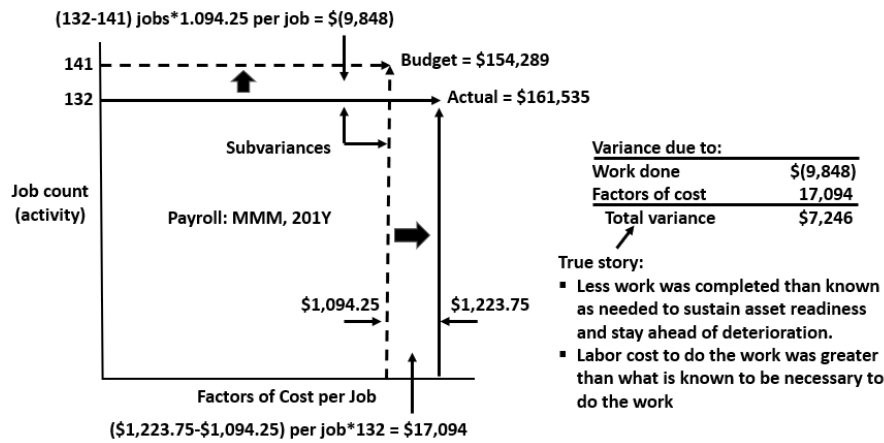 (132-141) jobs*1.094.25 per job = $(9,848)
141
Budget = $154,289
132
Actual = $161,535
Subvariances
Job count
(activity)
Payroll: MMM, 201Y
$1,094.25
$1,223.75
Factors of Cost per Job
($1,223.75-$1,094.25) per job*132 = $17,094
Variance due to:
Work done $(9,848)
Factors of cost 17,094
Total variance $7,246
True story:
▪ Less work was completed than known
as needed to sustain asset readiness
and stay ahead of deterioration.
▪ Labor cost to do the work was greater
than what is known to be necessary to
do the work